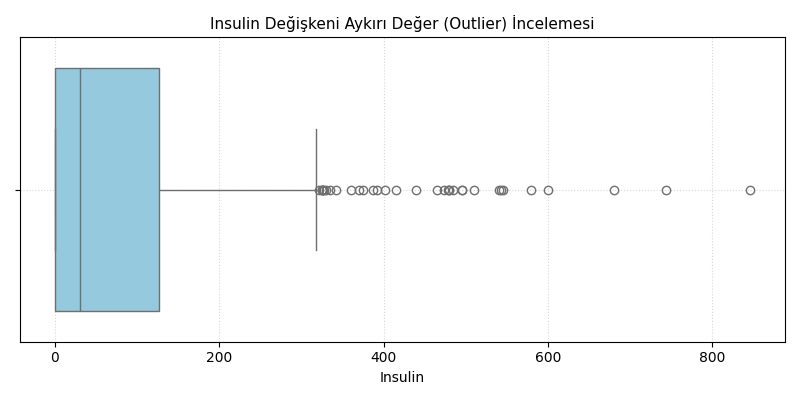 Insulin Değişkeni Aykırı Değer (Outlier) İncelemesi
0 200 400 600 800
Insulin